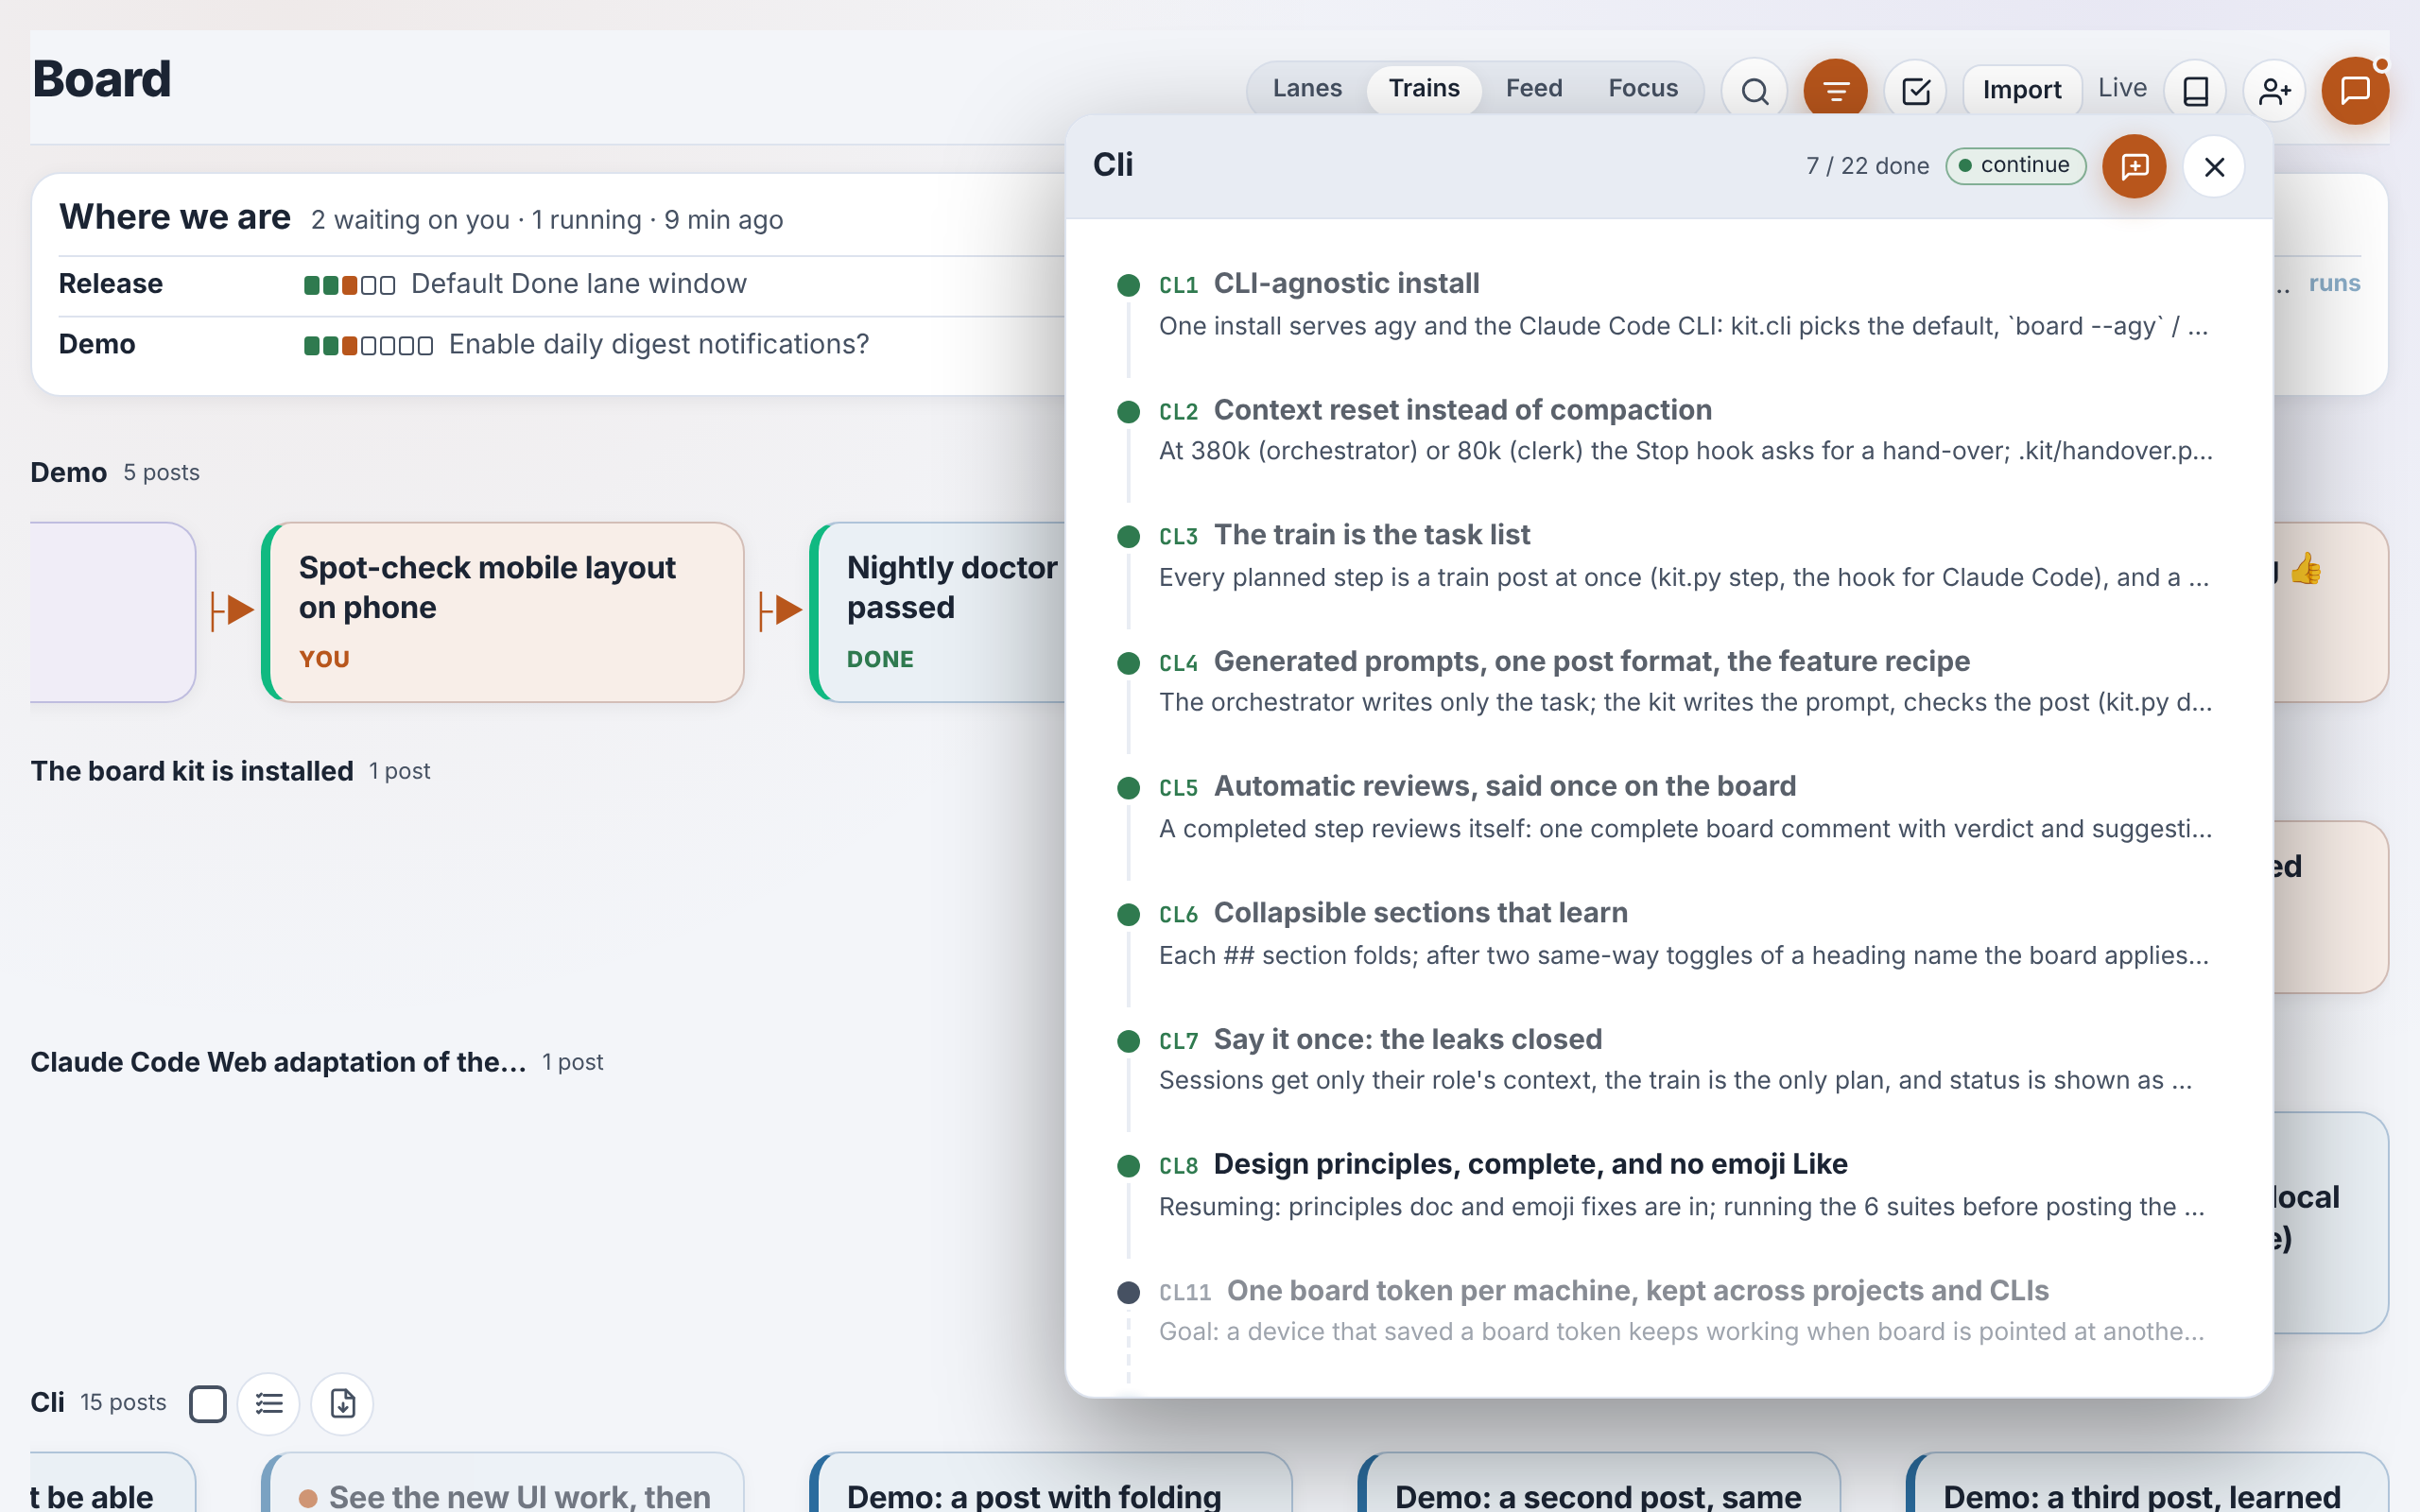 Board
Lanes Trains Feed Focus Import Live
Where we are 2 waiting on you · 1 running · 9 min ago
Release Default Done lane window .. runs
Demo Enable daily digest notifications?
Cli 7 / 22 done continue
CL1 CLI-agnostic install
One install serves agy and the Claude Code CLI: kit.cli picks the default, `board --agy` / ...
CL2 Context reset instead of compaction
At 380k (orchestrator) or 80k (clerk) the Stop hook asks for a hand-over; .kit/handover.p...
CL3 The train is the task list
Every planned step is a train post at once (kit.py step, the hook for Claude Code), and a ...
CL4 Generated prompts, one post format, the feature recipe
The orchestrator writes only the task; the kit writes the prompt, checks the post (kit.py d...
CL5 Automatic reviews, said once on the board
A completed step reviews itself: one complete board comment with verdict and suggesti...
CL6 Collapsible sections that learn
Each ## section folds; after two same-way toggles of a heading name the board applies...
CL7 Say it once: the leaks closed
Sessions get only their role's context, the train is the only plan, and status is shown as ...
CL8 Design principles, complete, and no emoji Like
Resuming: principles doc and emoji fixes are in; running the 6 suites before posting the ...
CL11 One board token per machine, kept across projects and CLIs
Goal: a device that saved a board token keeps working when board is pointed at anothe...
Demo 5 posts
Spot-check mobile layout
on phone
YOU
Nightly doctor
passed
DONE
👍
The board kit is installed 1 post
ed
Claude Code Web adaptation of the... 1 post
local
e)
Cli 15 posts
t be able
See the new UI work, then
Demo: a post with folding
Demo: a second post, same
Demo: a third post, learned